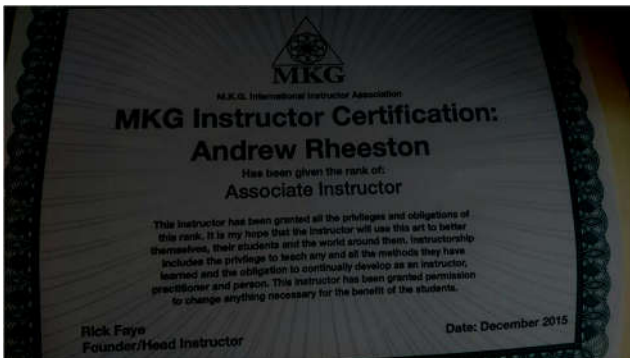 MKG
M.K.G. International Instructor Association
MKG Instructor Certification:
Andrew Rheeston
Has been given the rank of:
Associate Instructor
This instructor has been granted all the privileges and obligations of
this rank. It is my hope that the instructor will use this art to better
themselves, their students and the world around them. Instructorship
includes the privilege to teach any and all the methods they have
learned and the obligation to continually develop as an instructor,
practitioner and person. This instructor has been granted permission
to change anything necessary for the benefit of the students.
Rick Faye
Founder/Head Instructor
Date: December 2015